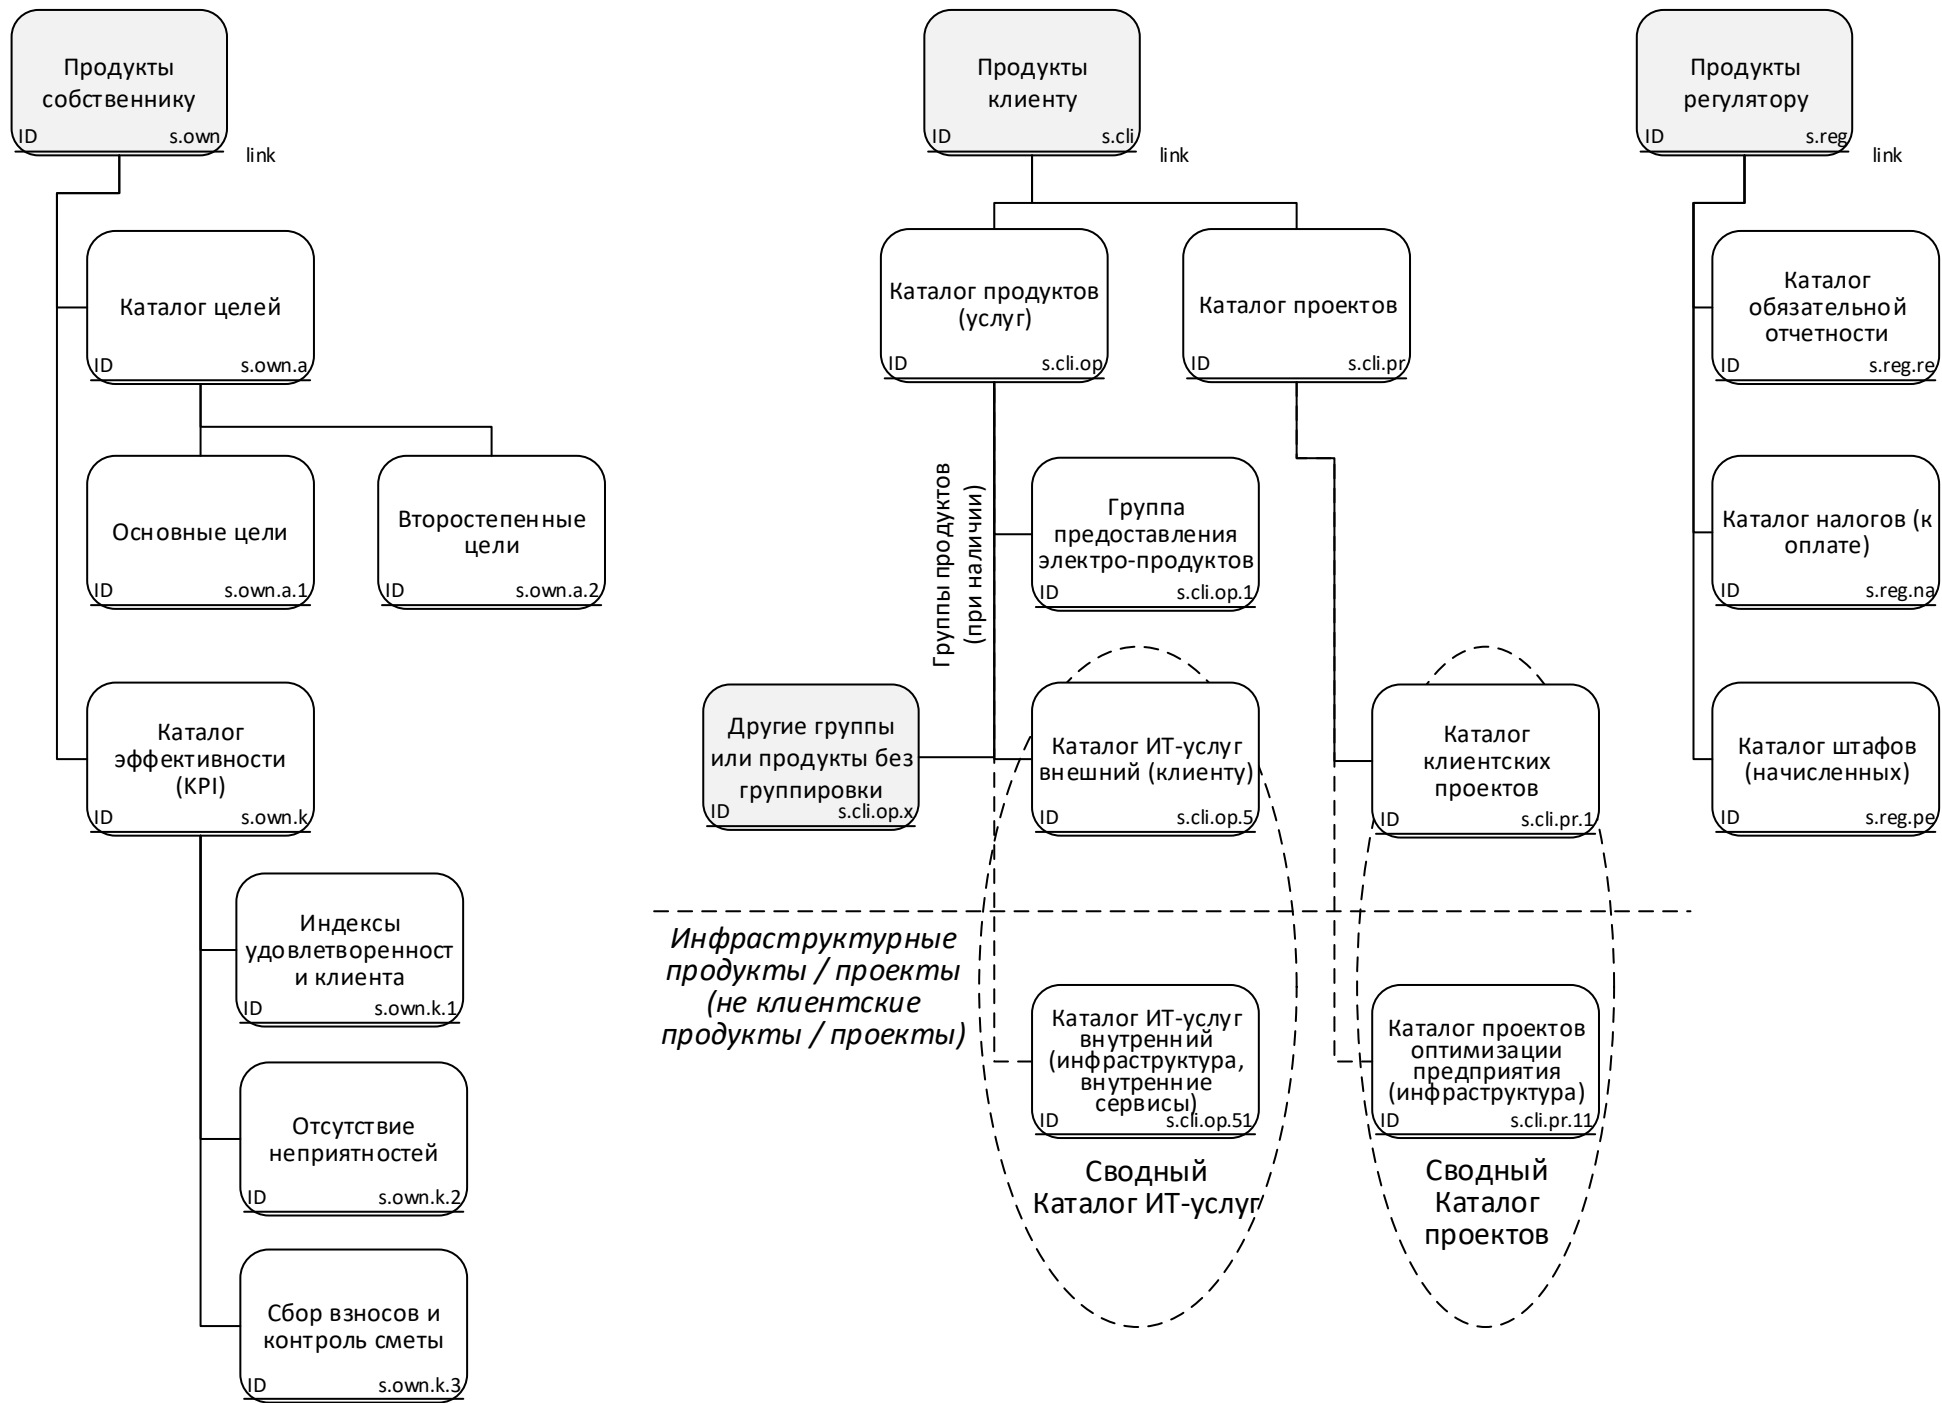 Продукты
собственнику
ID s.own
link
Каталог целей
ID s.own.a
Основные цели
ID s.own.a.1
Второстепенные
цели
ID s.own.a.2
Каталог
эффективности
(KPI)
ID s.own.k
Индексы
удовлетворенност
и клиента
ID s.own.k.1
Отсутствие
неприятностей
ID s.own.k.2
Сбор взносов и
контроль сметы
ID s.own.k.3
Продукты
клиенту
ID s.cli
link
Каталог продуктов
(услуг)
ID s.cli.op
Каталог проектов
ID s.cli.pr
Группы продуктов
(при наличии)
Группа
предоставления
электро-продуктов
ID s.cli.op.1
Другие группы
или продукты без
группировки
ID s.cli.op.x
Каталог ИТ-услуг
внешний (клиенту)
ID s.cli.op.5
Каталог
клиентских
проектов
ID s.cli.pr.1
Инфраструктурные
продукты / проекты
(не клиентские
продукты / проекты)
Каталог ИТ-услуг
внутренний
(инфраструктура,
внутренние
сервисы)
ID s.cli.op.51
Каталог проектов
оптимизации
предприятия
(инфраструктура)
ID s.cli.pr.11
Сводный
Каталог ИТ-услуг
Сводный
Каталог
проектов
Продукты
регулятору
ID s.reg
link
Каталог
обязательной
отчетности
ID s.reg.re
Каталог налогов (к
оплате)
ID s.reg.na
Каталог штафов
(начисленных)
ID s.reg.pe